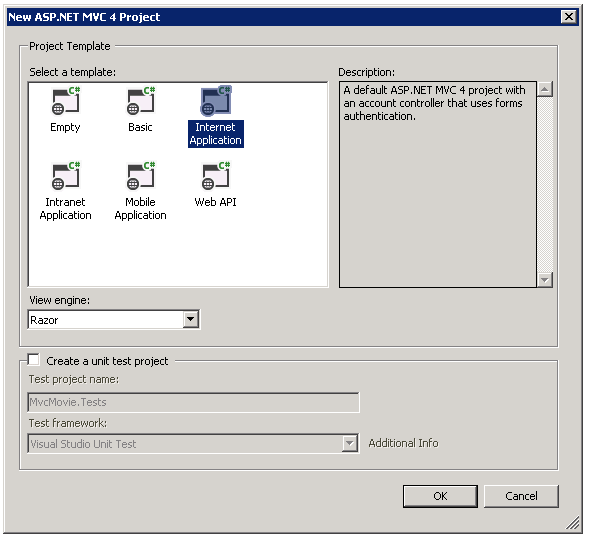 New ASP.NET MVC 4 Project
Project Template
Select a template:
Description:
C# C# C#
Empty Basic Internet
Application
A default ASP.NET MVC 4 project with
an account controller that uses forms
authentication.
C# C# C#
Intranet Mobile Web API
Application Application
View engine:
Razor
Create a unit test project
Test project name:
MvcMovie.Tests
Test framework:
Visual Studio Unit Test Additional Info
OK Cancel